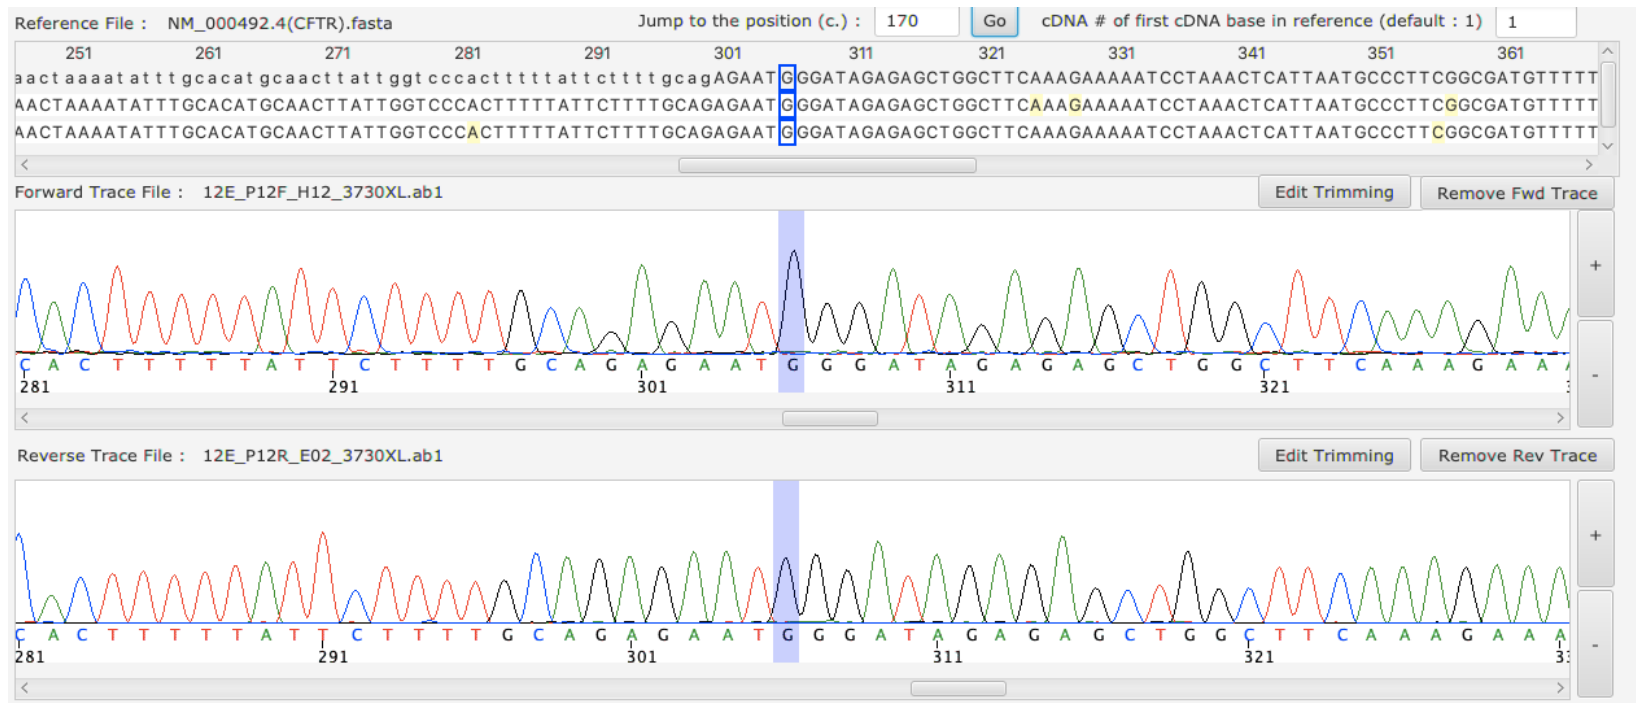 Reference File : NM_000492.4(CFTR).fasta Jump to the position (c.) : 170 Go cDNA # of first cDNA base in reference (default : 1) 1
251 261 271 281 291 301 311 321 331 341 351 361
aactaaaatatttgcacatgcaacttattggtcccactttttattcttttgcagAGAATGGGATAGAGAGCTGGCTTCAAAGAAAAATCCTAAACTCATTAATGCCCTTCGGCGATGTTTTT
AACTAAAATATTTGCACATGCAACTTATTGGTCCCACTTTTTATTCTTTTGCAGAGAATGGGATAGAGAGCTGGCTTCAAAGAAAAATCCTAAACTCATTAATGCCCTTCGGCGATGTTTTT
AACTAAAATATTTGCACATGCAACTTATTGGTCCCACTTTTTATTCTTTTGCAGAGAATGGGATAGAGAGCTGGCTTCAAAGAAAAATCCTAAACTCATTAATGCCCTTCGGCGATGTTTTT
Forward Trace File : 12E_P12F_H12_3730XL.ab1 Edit Trimming Remove Fwd Trace
+
C A C T T T T T A T T C T T T T G C A G A G A A T G G G A T A G A G A G C T G G C T T C A A A G A A A
-
281 291 301 311 321
Reverse Trace File : 12E_P12R_E02_3730XL.ab1 Edit Trimming Remove Rev Trace
+
C A C T T T T T A T T C T T T T G C A G A G A A T G G G A T A G A G A G C T G G C T T C A A A G A A A
-
281 291 301 311 321